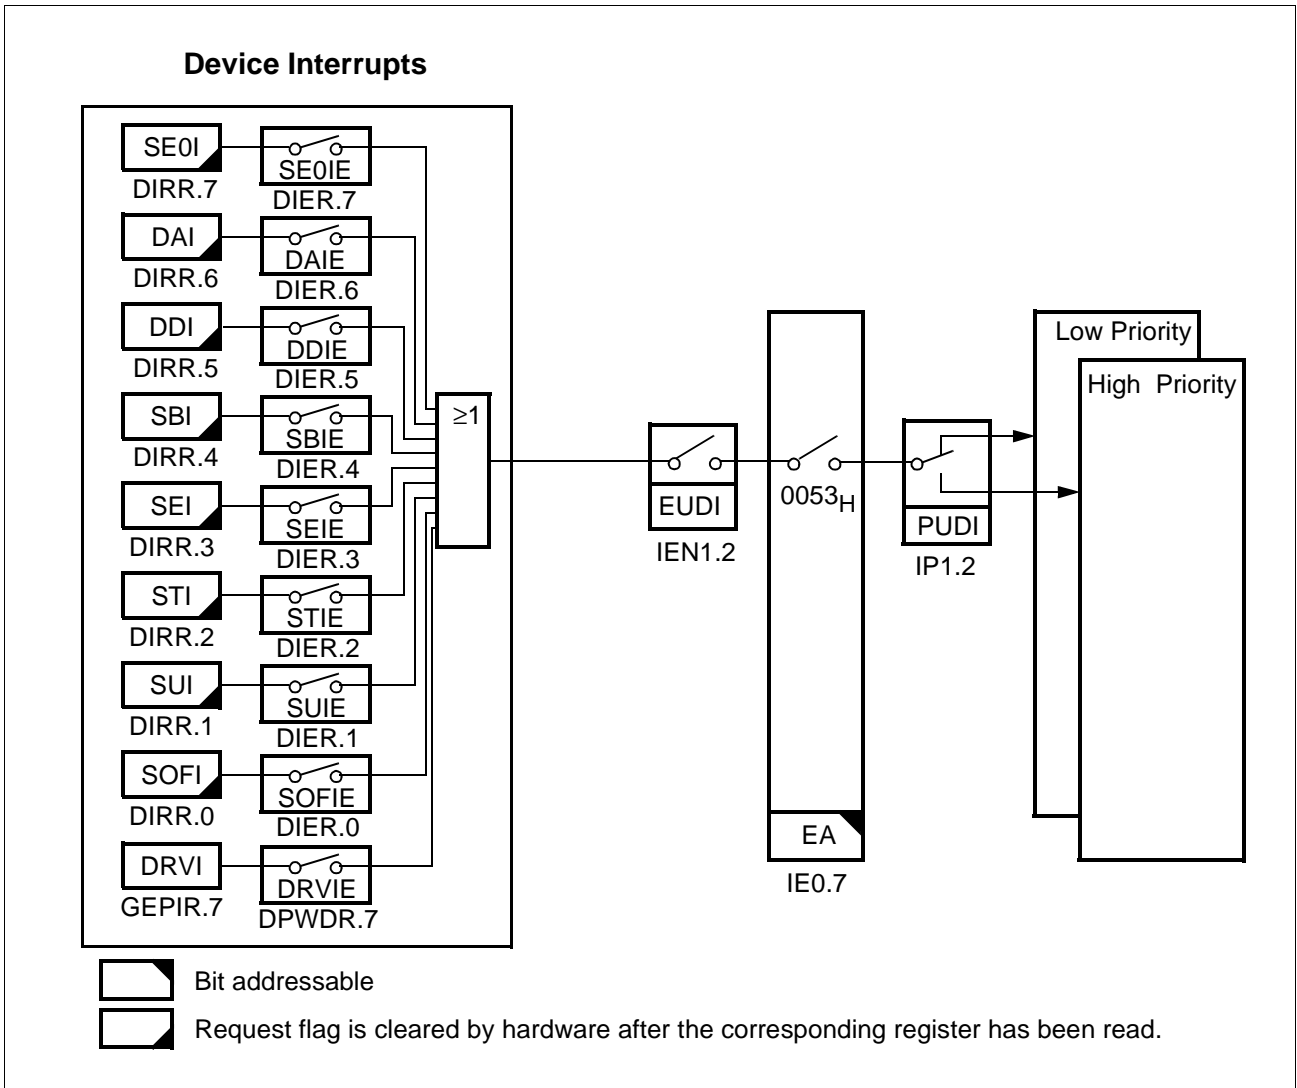 Device Interrupts
SE0I
SE0IE
DIRR.7
DIER.7
DAI
DAIE
DIRR.6
DIER.6
DDI
DDIE
DIRR.5
DIER.5
SBI
SBIE
DIRR.4
DIER.4
SEI
SEIE
DIRR.3
DIER.3
STI
STIE
DIRR.2
DIER.2
SUI
SUIE
DIRR.1
DIER.1
SOFI
SOFIE
DIRR.0
DIER.0
DRVI
DRVIE
GEPIR.7
DPWDR.7
≥1
EUDI
IEN1.2
0053H
EA
IE0.7
PUDI
IP1.2
Low Priority
High Priority
Bit addressable
Request flag is cleared by hardware after the corresponding register has been read.